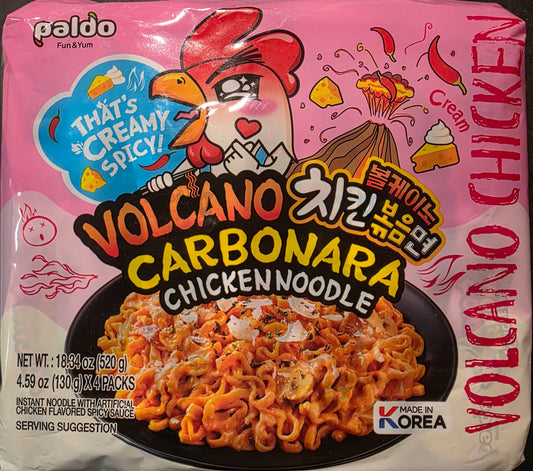 paldo
Fun & Yum
THAT'S
CREAMY
SPICY!
Cream
VOLCANO
볼케이노
치킨
볶음면
CARBONARA
CHICKEN NOODLE
VOLCANO CHICKEN
NET WT. : 18.34 oz (520 g)
4.59 oz (130 g) X 4 PACKS
INSTANT NOODLE WITH ARTIFICIAL
CHICKEN FLAVORED SPICY SAUCE
SERVING SUGGESTION
MADE IN
KOREA